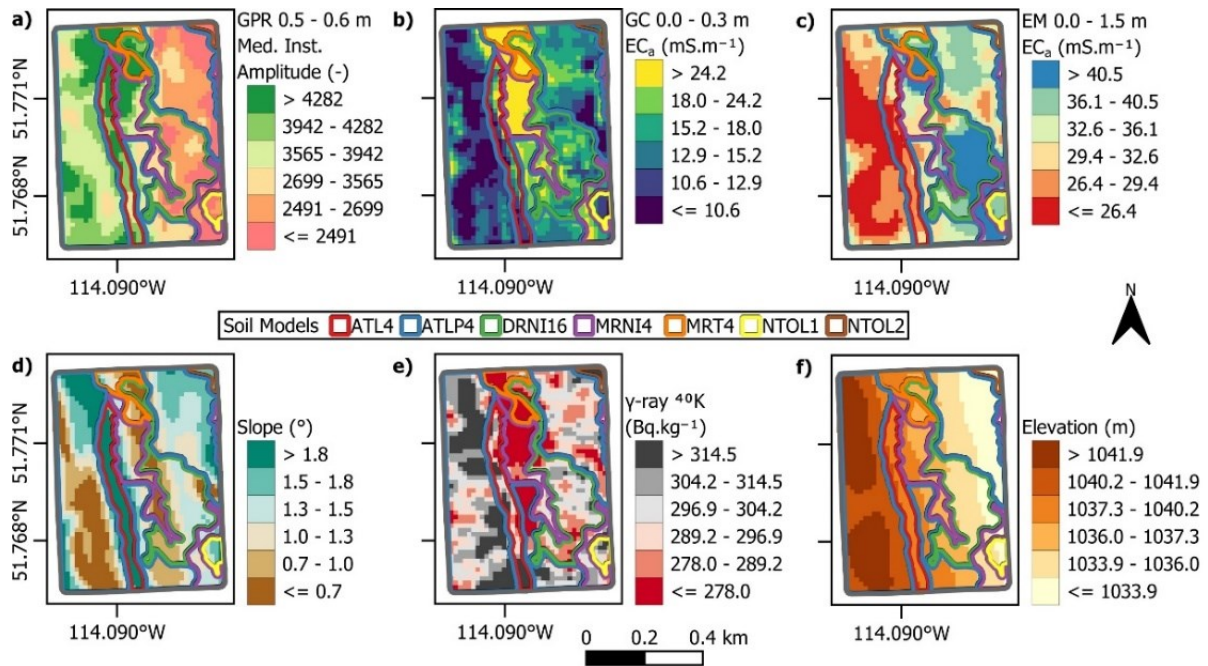 a)
GPR 0.5 - 0.6 m
Med. Inst.
Amplitude (-)
> 4282
3942 - 4282
3565 - 3942
2699 - 3565
2491 - 2699
<= 2491
51.771°N
51.768°N
114.090°W
b)
GC 0.0 - 0.3 m
ECₐ (mS.m⁻¹)
> 24.2
18.0 - 24.2
15.2 - 18.0
12.9 - 15.2
10.6 - 12.9
<= 10.6
114.090°W
c)
EM 0.0 - 1.5 m
ECₐ (mS.m⁻¹)
> 40.5
36.1 - 40.5
32.6 - 36.1
29.4 - 32.6
26.4 - 29.4
<= 26.4
114.090°W
N
Soil Models ATL4 ATLP4 DRNI16 MRNI4 MRT4 NTOL1 NTOL2
d)
Slope (°)
> 1.8
1.5 - 1.8
1.3 - 1.5
1.0 - 1.3
0.7 - 1.0
<= 0.7
51.771°N
51.768°N
114.090°W
e)
γ-ray ⁴⁰K
(Bq.kg⁻¹)
> 314.5
304.2 - 314.5
296.9 - 304.2
289.2 - 296.9
278.0 - 289.2
<= 278.0
114.090°W
f)
Elevation (m)
> 1041.9
1040.2 - 1041.9
1037.3 - 1040.2
1036.0 - 1037.3
1033.9 - 1036.0
<= 1033.9
114.090°W
0 0.2 0.4 km